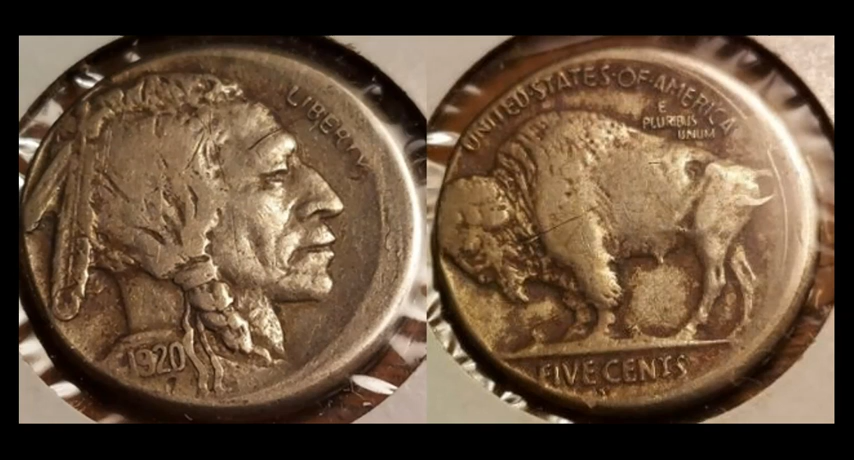 LIBERTY
1920
UNITED·STATES·OF·AMERICA
E
PLURIBUS
UNUM
FIVE CENTS